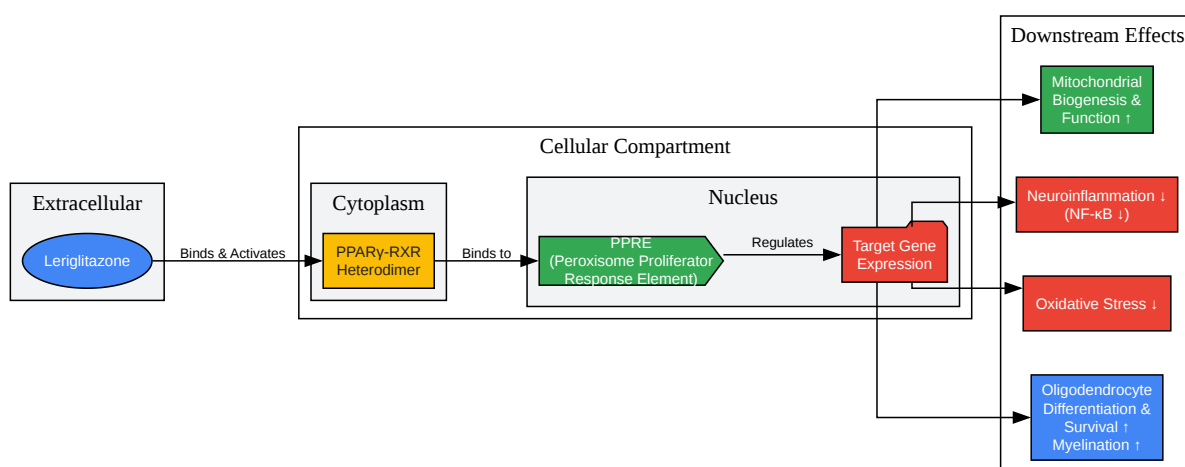 Downstream Effects
Mitochondrial
Biogenesis &
Function ↑
Cellular Compartment
Extracellular
Cytoplasm
Nucleus
Neuroinflammation ↓
(NF-κB ↓)
Leriglitazone
Binds & Activates
PPARγ-RXR
Heterodimer
Binds to
PPRE
(Peroxisome Proliferator
Response Element)
Regulates
Target Gene
Expression
Oxidative Stress ↓
Oligodendrocyte
Differentiation &
Survival ↑
Myelination ↑